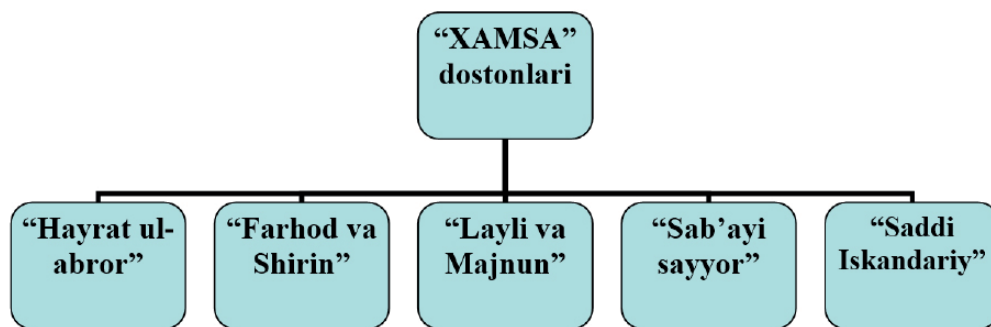 “XAMSA”
dostonlari
“Hayrat ul-
abror”
“Farhod va
Shirin”
“Layli va
Majnun”
“Sab’ayi
sayyor”
“Saddi
Iskandariy”